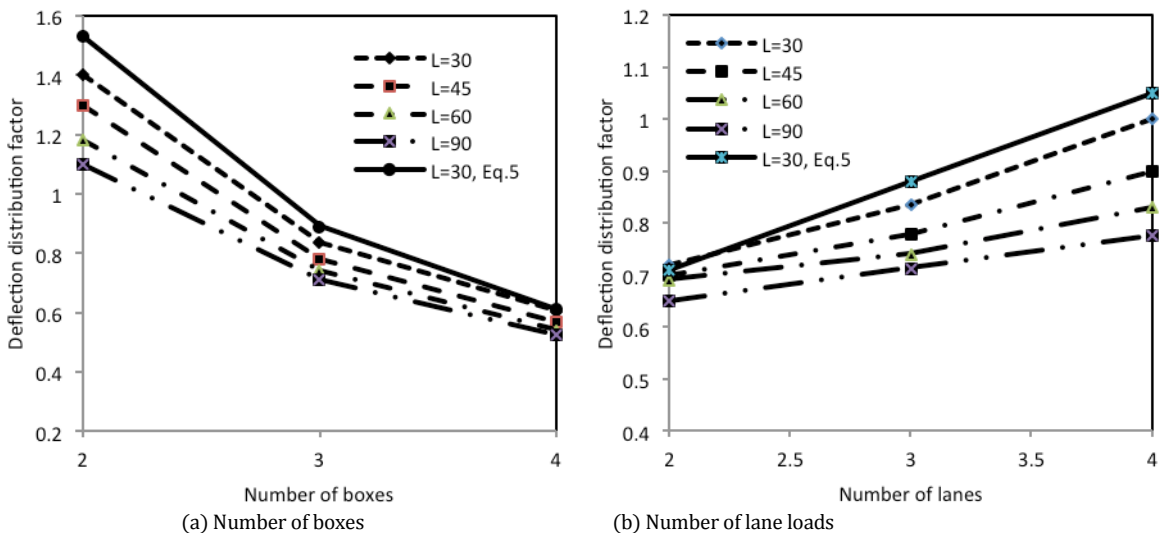 1.6
1.4
1.2
1
0.8
0.6
0.4
0.2
Deflection distribution factor
L=30
L=45
L=60
L=90
L=30, Eq.5
2
3
4
Number of boxes
(a) Number of boxes
1.2
1.1
1
0.9
0.8
0.7
0.6
0.5
0.4
Deflection distribution factor
L=30
L=45
L=60
L=90
L=30, Eq.5
2
2.5
3
3.5
4
Number of lanes
(b) Number of lane loads